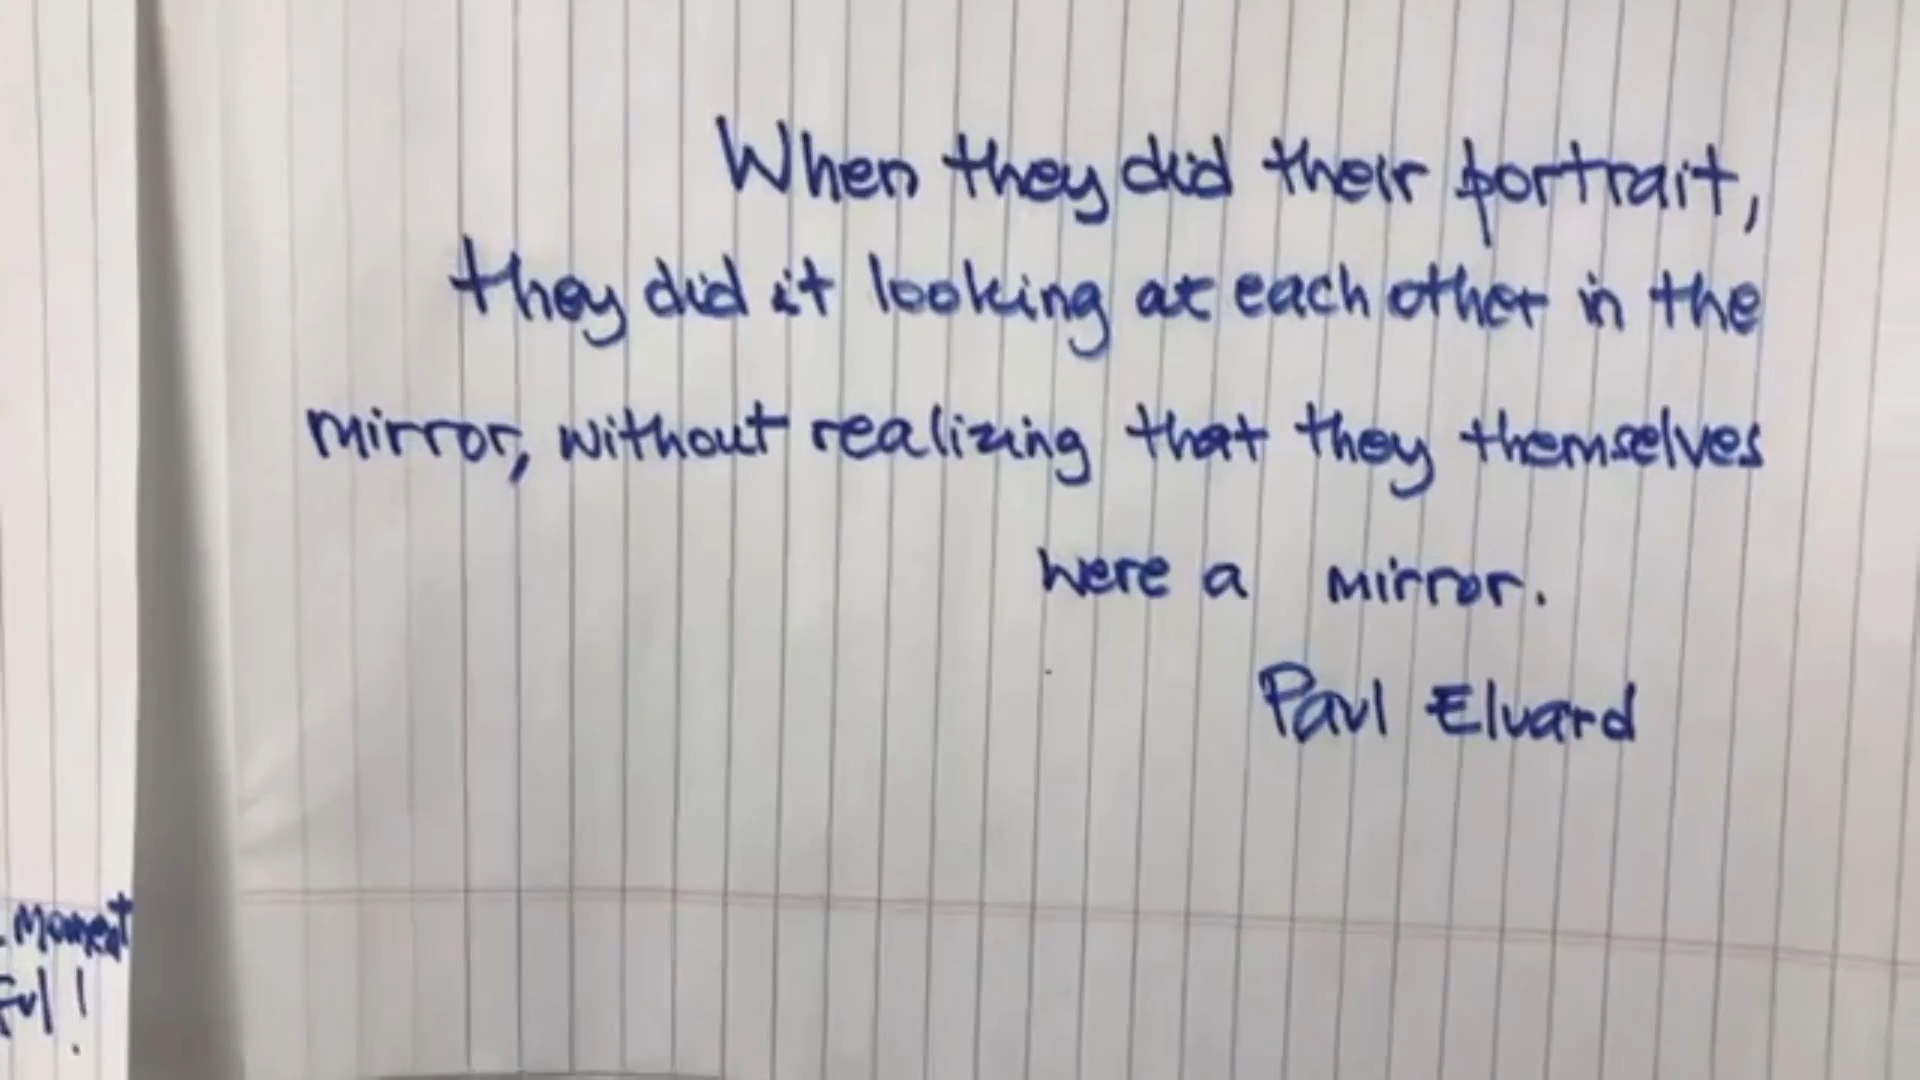 When they did their portrait,
they did it looking at each other in the
mirror, without realizing that they themselves
were a mirror.
Paul Eluard
moment
ful!